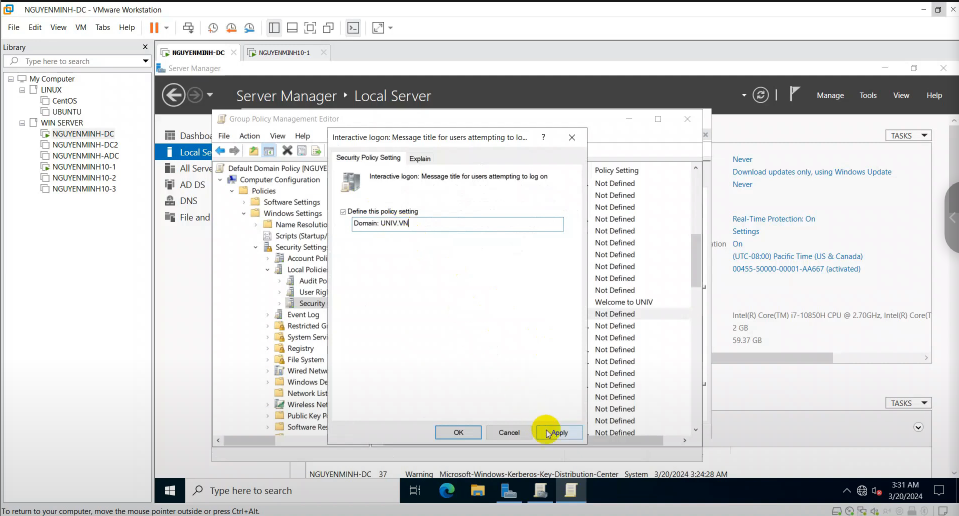 NGUYENMINH-DC - VMware Workstation
File Edit View VM Tabs Help
Library
Type here to search
My Computer
LINUX
CentOS
UBUNTU
WIN SERVER
NGUYENMINH-DC
NGUYENMINH-DC2
NGUYENMINH-ADC
NGUYENMINH10-1
NGUYENMINH10-2
NGUYENMINH10-3
NGUYENMINH-DC NGUYENMINH10-1
Server Manager
Server Manager Local Server
Manage Tools View Help
Dashboa
Local Se
All Serve
AD DS
DNS
File and
Group Policy Management Editor
File Action View Help
Default Domain Policy [NGUYE
Computer Configuration
Policies
Software Settings
Windows Settings
Name Resolutio
Scripts (Startup/
Security Setting
Account Poli
Local Policies
Audit Po
User Rig
Security
Event Log
Restricted G
System Servi
Registry
File System
Wired Netw
Windows De
Network List
Wireless Netw
Public Key P
Software Res
Interactive logon: Message title for users attempting to lo...
Security Policy Setting Explain
Interactive logon: Message title for users attempting to log on
Define this policy setting
Domain: UNIV.VN
OK Cancel Apply
Policy Setting
Not Defined
Not Defined
Not Defined
Not Defined
Not Defined
Not Defined
Not Defined
Not Defined
Not Defined
Not Defined
Welcome to UNIV
Not Defined
Not Defined
Not Defined
Not Defined
Not Defined
Not Defined
Not Defined
Not Defined
Not Defined
Not Defined
Not Defined
TASKS
Never
Download updates only, using Windows Update
Never
Real-Time Protection: On
Settings
On
(UTC-08:00) Pacific Time (US & Canada)
00455-50000-00001-AA667 (activated)
Intel(R) Core(TM) i7-10850H CPU @ 2.70GHz, Intel(R) Core(T
2 GB
59.37 GB
TASKS
NGUYENMINH-DC 37 Warning Microsoft-Windows-Kerberos-Key-Distribution-Center System 3/20/2024 3:24:28 AM
Type here to search
3:31 AM
3/20/2024
To return to your computer, move the mouse pointer outside or press Ctrl+Alt.